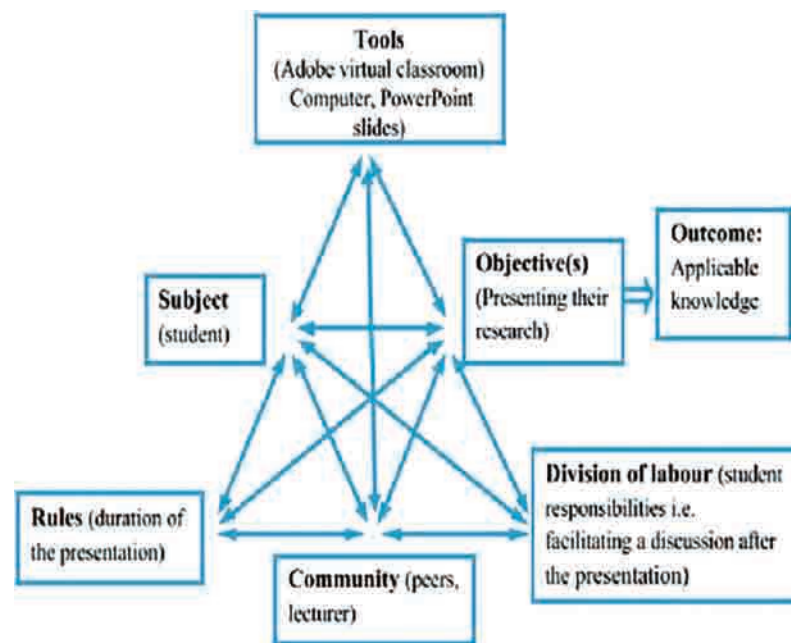 Tools
(Adobe virtual classroom)
Computer, PowerPoint
slides)
Outcome:
Applicable
knowledge
Objective(s)
(Presenting their
research)
Subject
(student)
Division of labour (student
responsibilities i.e.
facilitating a discussion after
the presentation)
Rules (duration of
the presentation)
Community (peers,
lecturer)